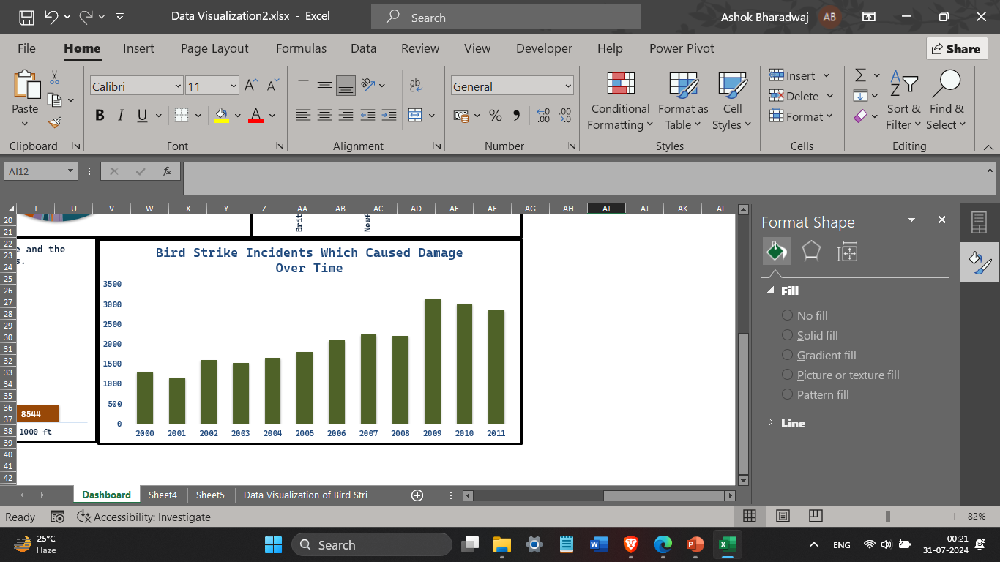 Data Visualization2.xlsx - Excel
Search
Ashok Bharadwaj
AB
File Home Insert Page Layout Formulas Data Review View Developer Help Power Pivot
Share
Paste
Clipboard
Calibri 11
B I U A
Font
ab
c
Alignment
General
% , .00 .00
Number
Conditional
Formatting
Format as
Table
Cell
Styles
Styles
Insert
Delete
Format
Cells
Sort &
Filter
Find &
Select
Editing
AI12
fx
T U V W X Y Z AA AB AC AD AE AF AG AH AI AJ AK AL
20
21
22
23
24
25
26
27
28
29
30
31
32
33
34
35
36
37
38
39
40
41
42
Brit
Newf
e and the
s.
8544
1000 ft
Bird Strike Incidents Which Caused Damage
Over Time
3500
3000
2500
2000
1500
1000
500
0
2000 2001 2002 2003 2004 2005 2006 2007 2008 2009 2010 2011
Format Shape
Fill
No fill
Solid fill
Gradient fill
Picture or texture fill
Pattern fill
Line
Dashboard Sheet4 Sheet5 Data Visualization of Bird Stri
Ready
Accessibility: Investigate
82%
25°C
Haze
Search
ENG
00:21
31-07-2024